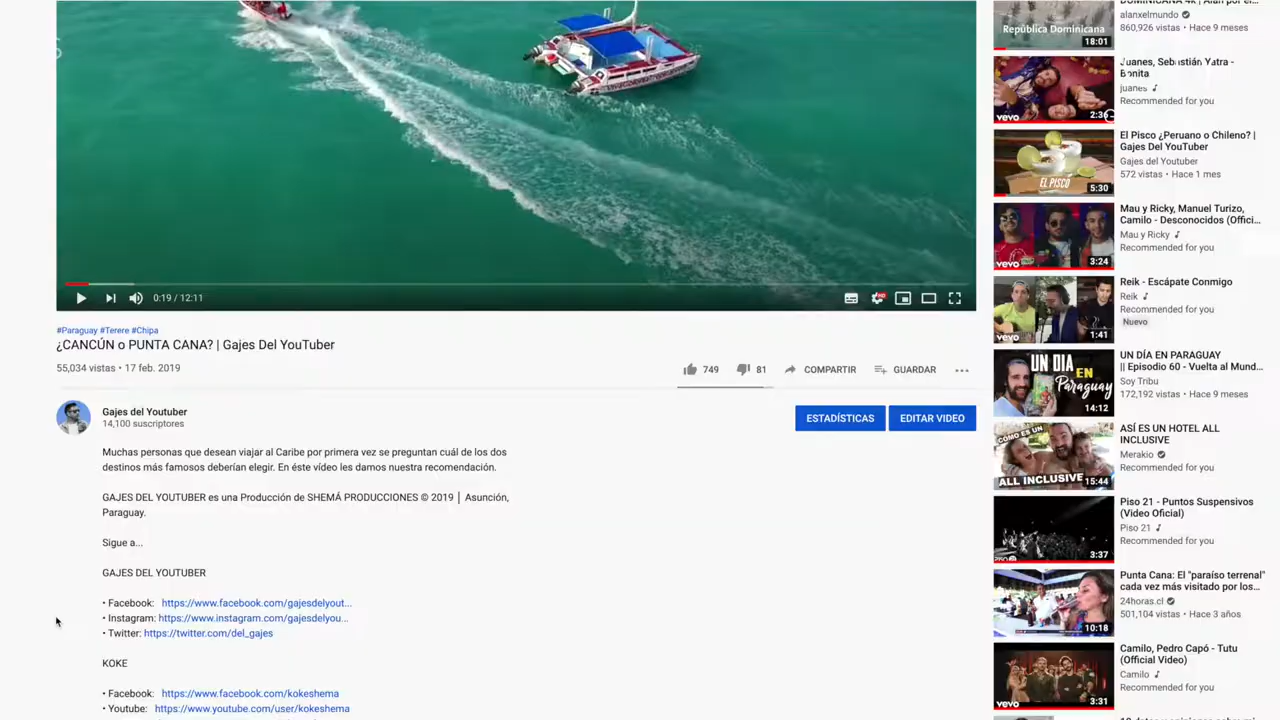 0:19 / 12:11
#Paraguay #Terere #Chipa
¿CANCÚN o PUNTA CANA? | Gajes Del YouTuber
55,034 vistas • 17 feb. 2019
749
81
COMPARTIR
GUARDAR
Gajes del Youtuber
14,100 suscriptores
ESTADÍSTICAS
EDITAR VIDEO
Muchas personas que desean viajar al Caribe por primera vez se preguntan cuál de los dos
destinos más famosos deberían elegir. En éste vídeo les damos nuestra recomendación.
GAJES DEL YOUTUBER es una Producción de SHEMÁ PRODUCCIONES © 2019 │ Asunción,
Paraguay.
Sigue a...
GAJES DEL YOUTUBER
• Facebook: https://www.facebook.com/gajesdelyout...
• Instagram: https://www.instagram.com/gajesdelyou...
• Twitter: https://twitter.com/del_gajes
KOKE
• Facebook: https://www.facebook.com/kokeshema
• Youtube: https://www.youtube.com/user/kokeshema
República Dominicana
18:01
alanxelmundo
860,926 vistas • Hace 9 meses
vevo
2:36
Juanes, Sebastián Yatra -
Bonita
juanes
Recommended for you
EL PISCO
5:30
El Pisco ¿Peruano o Chileno? |
Gajes Del YouTuber
Gajes del Youtuber
572 vistas • Hace 1 mes
vevo
3:24
Mau y Ricky, Manuel Turizo,
Camilo - Desconocidos (Offici...
Mau y Ricky
Recommended for you
vevo
1:41
Reik - Escápate Conmigo
Reik
Recommended for you
Nuevo
UN DÍA
EN
Paraguay
14:12
UN DÍA EN PARAGUAY
|| Episodio 60 - Vuelta al Mund...
Soy Tribu
172,192 vistas • Hace 9 meses
¿CÓMO ES UN
ALL INCLUSIVE
15:44
ASÍ ES UN HOTEL ALL
INCLUSIVE
Merakio
Recommended for you
3:37
Piso 21 - Puntos Suspensivos
(Video Oficial)
Piso 21
Recommended for you
10:18
Punta Cana: El "paraíso terrenal"
cada vez más visitado por los...
24horas.cl
501,104 vistas • Hace 3 años
vevo
3:31
Camilo, Pedro Capó - Tutu
(Official Video)
Camilo
Recommended for you